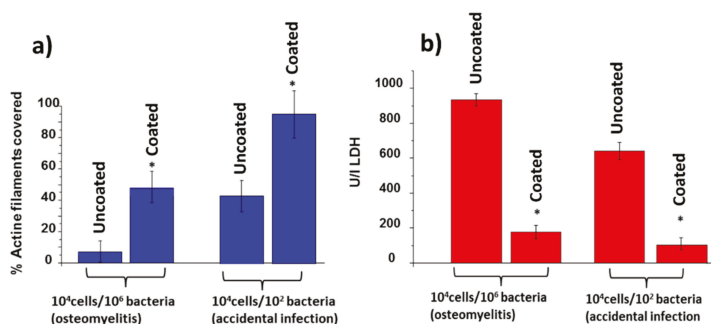 a)
% Actine filaments covered
100
80
60
40
20
0
Uncoated
* Coated
Uncoated
* Coated
10⁴cells/10⁶ bacteria
(osteomyelitis)
10⁴cells/10² bacteria
(accidental infection)
b)
U/l LDH
1000
800
600
400
200
0
Uncoated
* Coated
Uncoated
* Coated
10⁴cells/10⁶ bacteria
(osteomyelitis)
10⁴cells/10² bacteria
(accidental infection